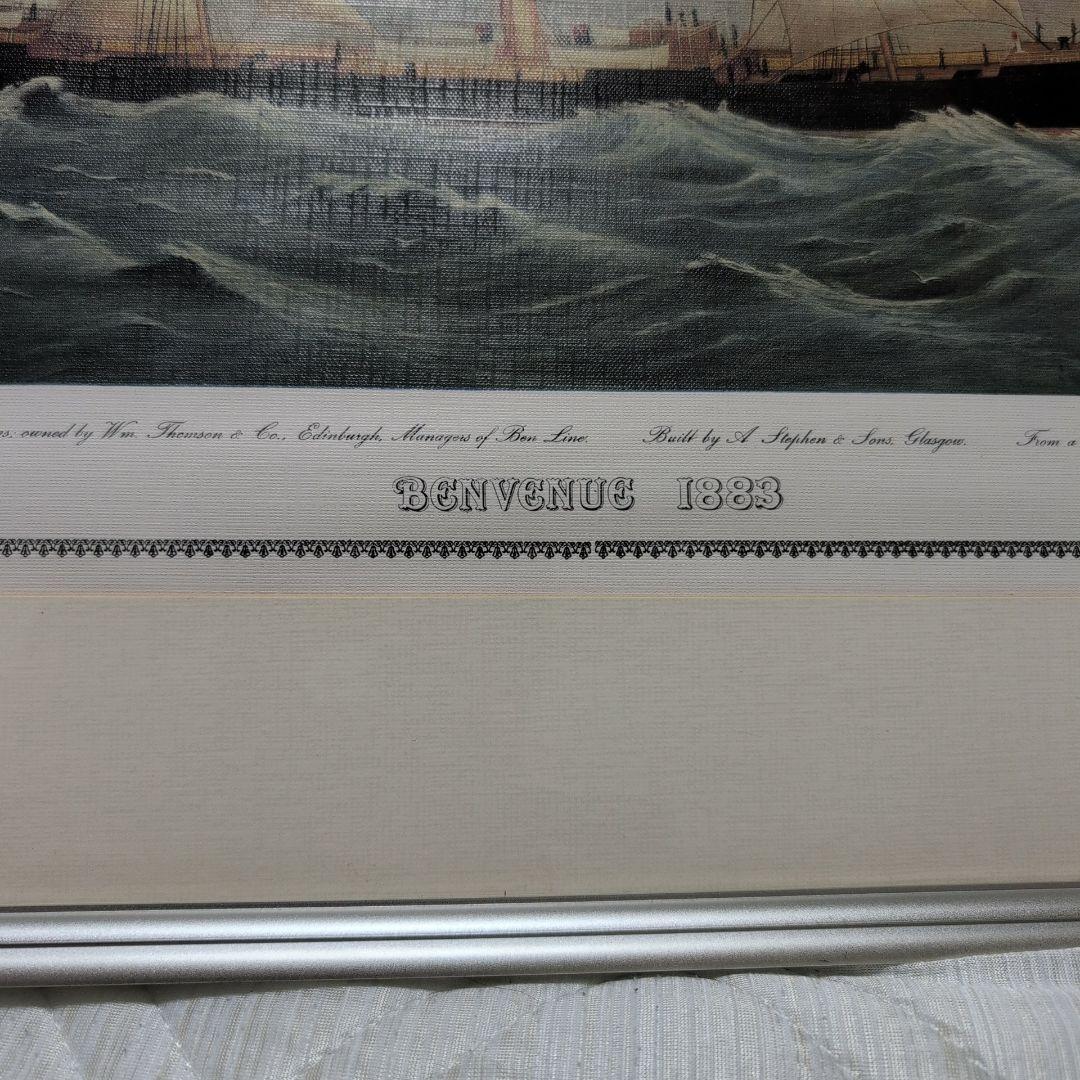 owned by Wm. Thomson & Co., Edinburgh, Managers of Ben Line. Built by A Stephen & Sons, Glasgow. From a
BENVENUE 1883